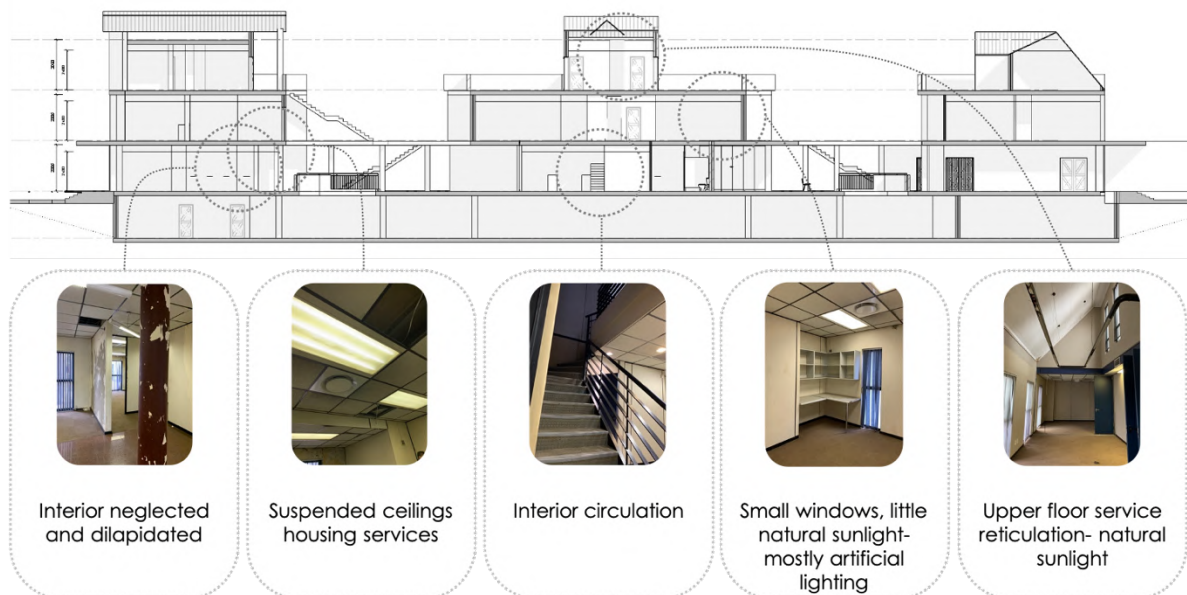 Interior neglected
and dilapidated
Suspended ceilings
housing services
Interior circulation
Small windows, little
natural sunlight-
mostly artificial
lighting
Upper floor service
reticulation- natural
sunlight